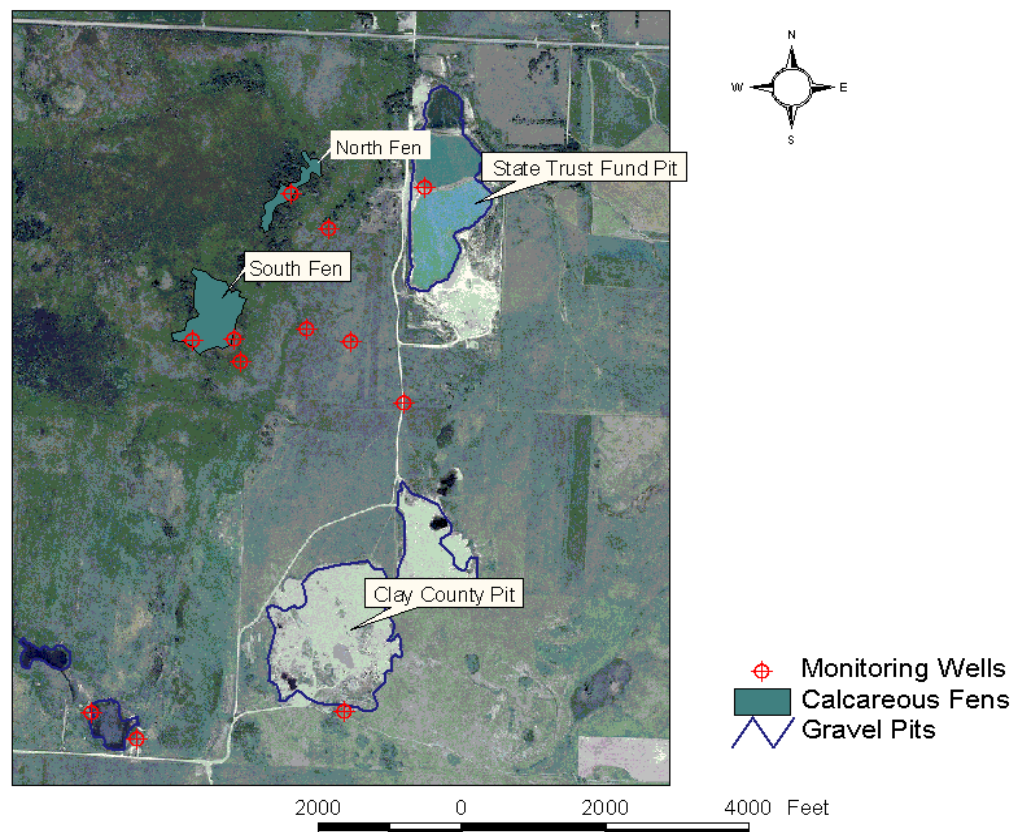 N
W E
S
North Fen
State Trust Fund Pit
South Fen
Clay County Pit
Monitoring Wells
Calcareous Fens
Gravel Pits
2000 0 2000 4000 Feet